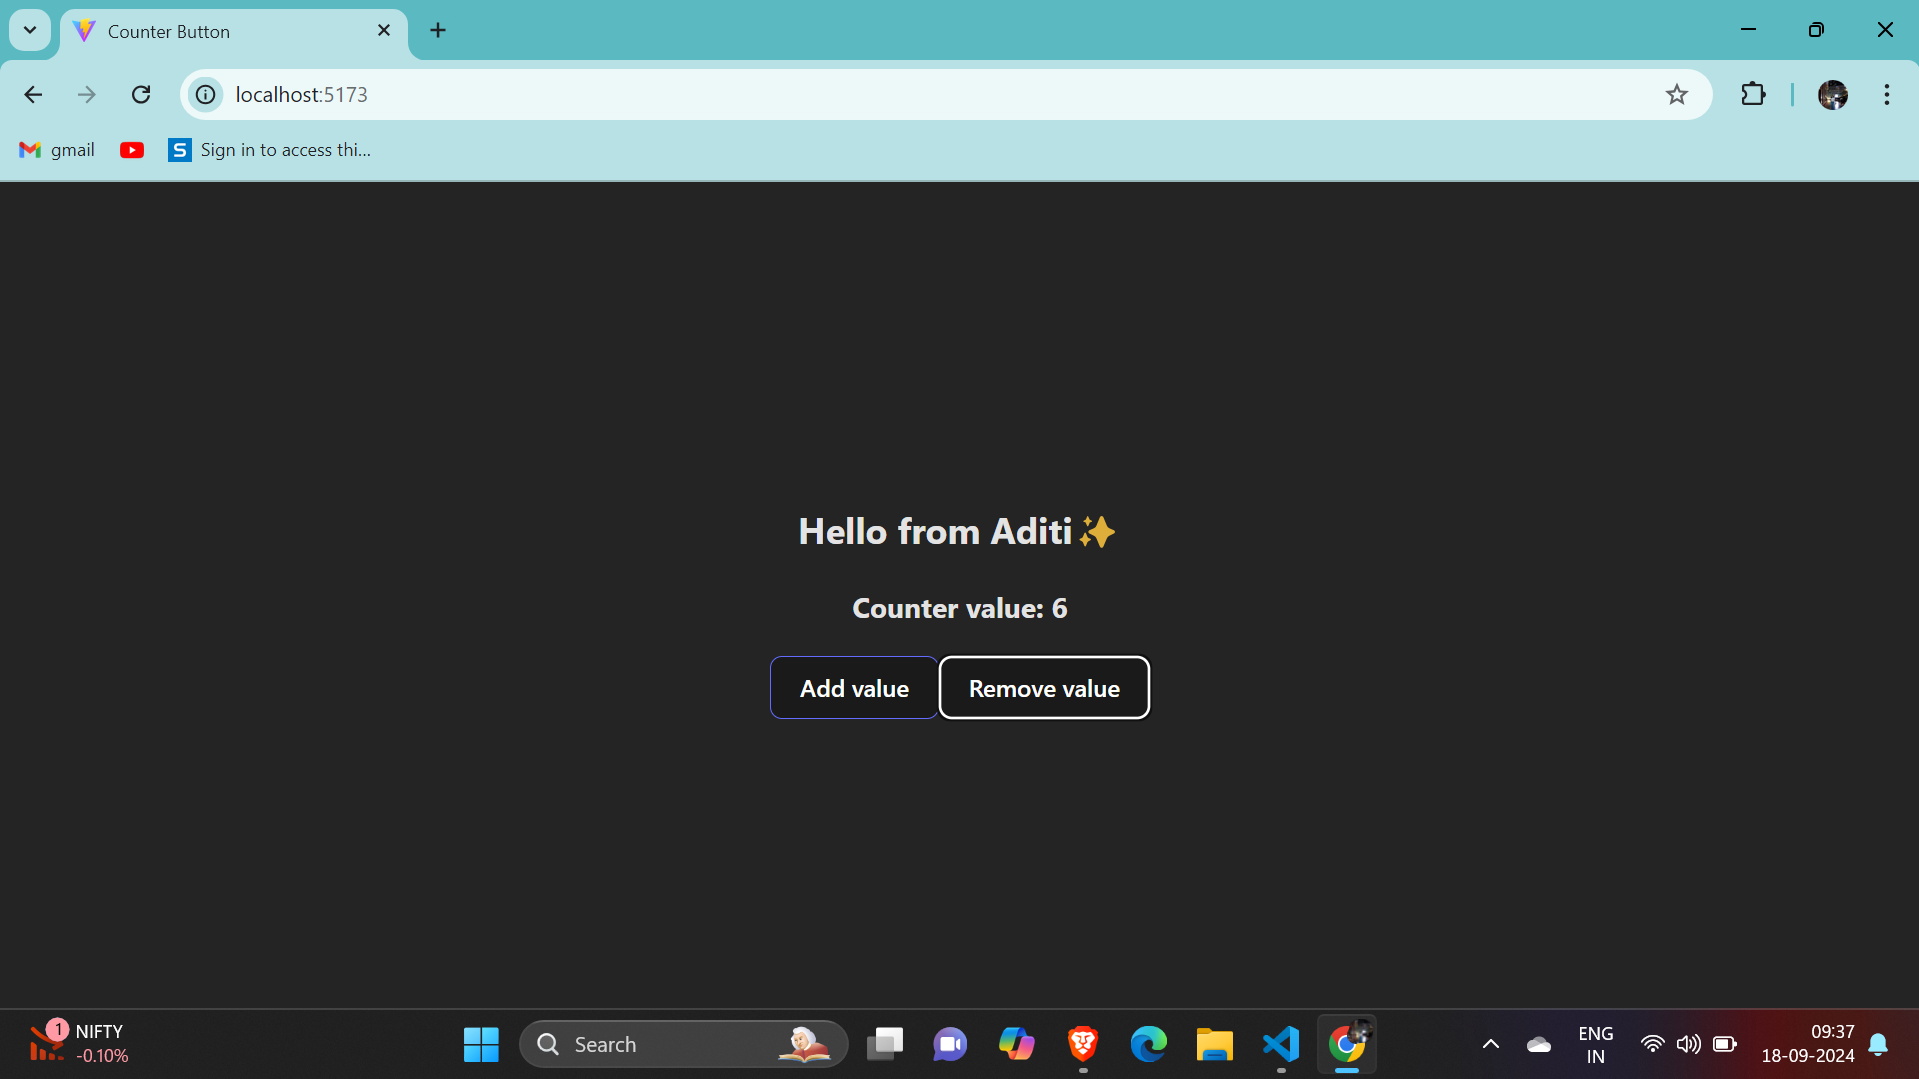 Counter Button
localhost:5173
gmail
S Sign in to access thi...
Hello from Aditi✨
Counter value: 6
Add value Remove value
1 NIFTY
-0.10%
Search
ENG
IN
09:37
18-09-2024